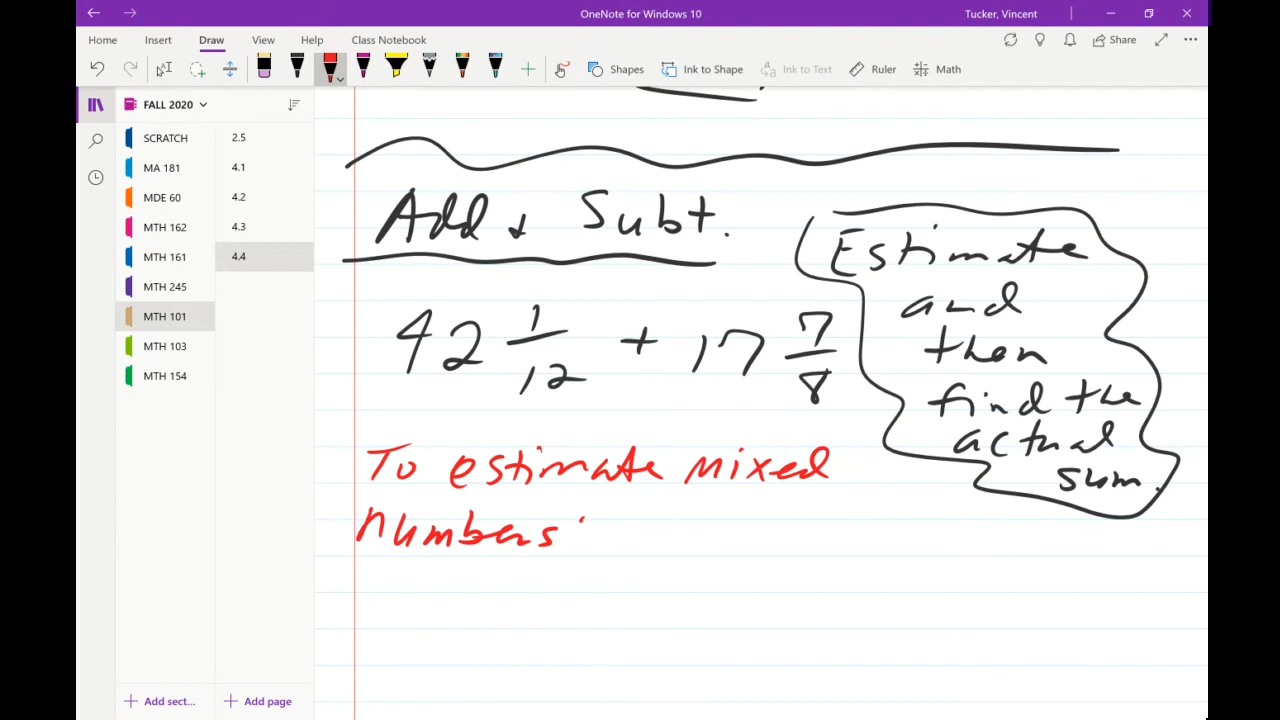 OneNote for Windows 10
Tucker, Vincent
Home Insert Draw View Help Class Notebook
Share
Shapes Ink to Shape Ink to Text Ruler Math
FALL 2020
SCRATCH
MA 181
MDE 60
MTH 162
MTH 161
MTH 245
MTH 101
MTH 103
MTH 154
2.5
4.1
4.2
4.3
4.4
Add & Subt.
42 1/12 + 17 7/8
Estimate
and
then
find the
actual
sum.
To estimate mixed
numbers
+ Add sect...
+ Add page